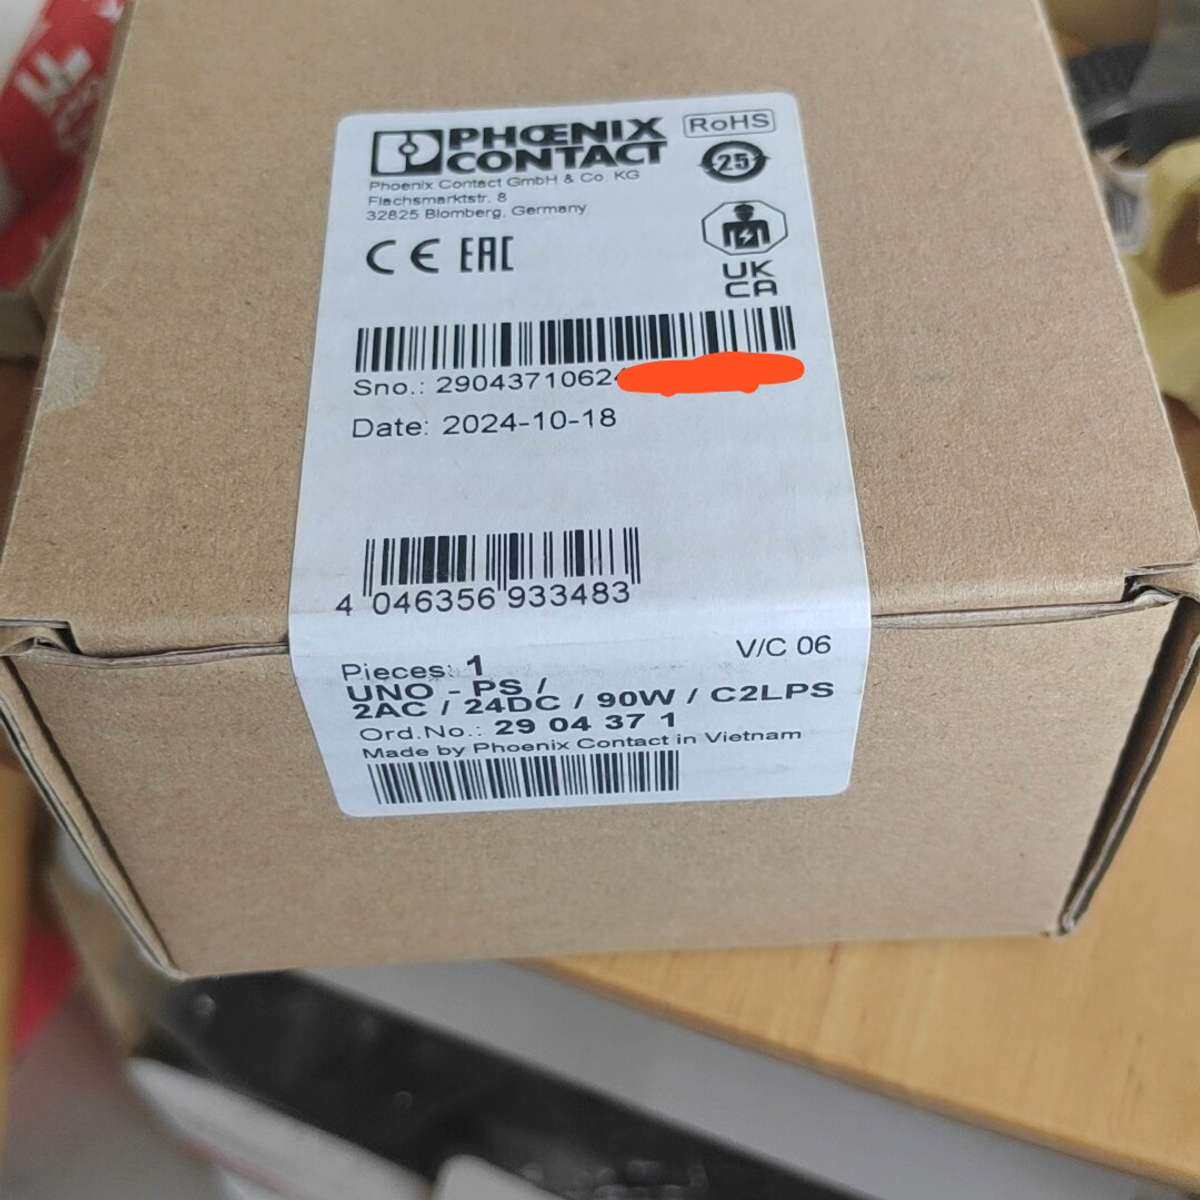 PHŒNIX
CONTACT
RoHS
25
Phoenix Contact GmbH & Co. KG
Flachsmarktstr. 8
32825 Blomberg, Germany
CE EAC
UK
CA
Sno.: 29043710624
Date: 2024-10-18
4 046356 933483
V/C 06
Pieces: 1
UNO - PS /
2AC / 24DC / 90W / C2LPS
Ord.No.: 29 04 37 1
Made by Phoenix Contact in Vietnam